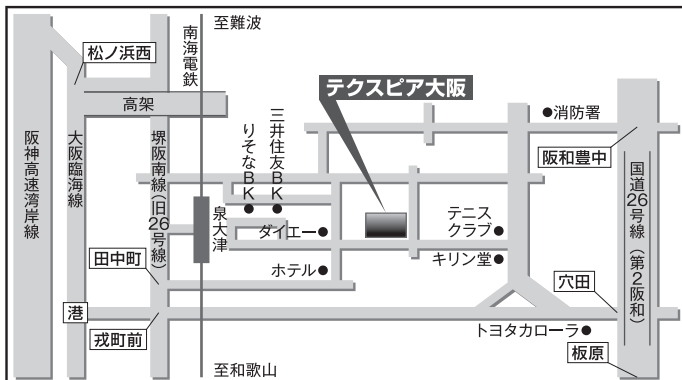 至難波
松ノ浜西
南海電鉄
高架
テクスピア大阪
消防署
三井住友BK
りそなBK
阪神高速湾岸線
大阪臨海線
堺阪南線(旧26号線)
阪和豊中
国道26号線(第2阪和)
泉大津
ダイエー
テニス
クラブ
キリン堂
田中町
ホテル
穴田
港
戎町前
トヨタカローラ
板原
至和歌山